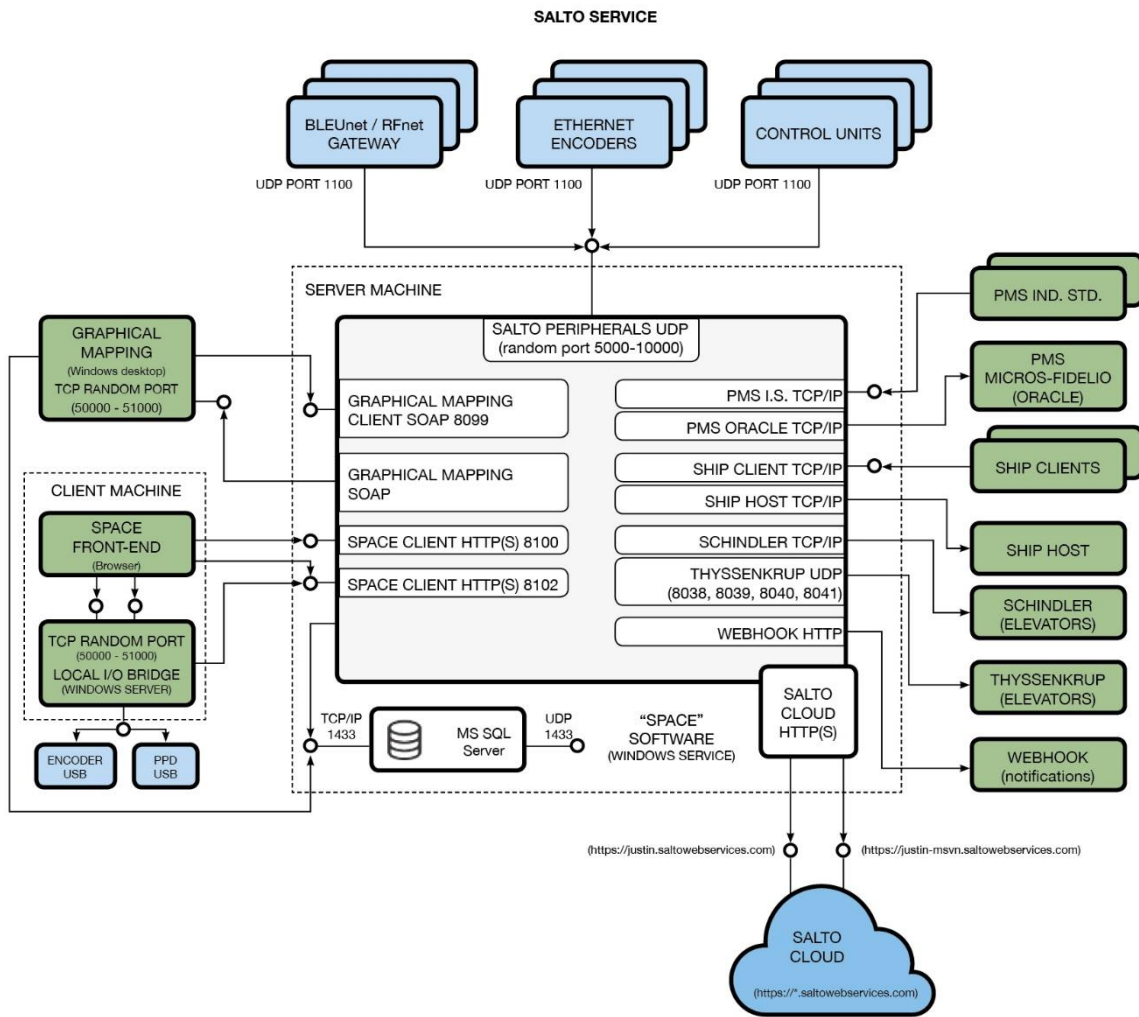 SALTO SERVICE
BLEUnet / RFnet
GATEWAY
ETHERNET
ENCODERS
CONTROL UNITS
UDP PORT 1100
UDP PORT 1100
UDP PORT 1100
SERVER MACHINE
SALTO PERIPHERALS UDP
(random port 5000-10000)
GRAPHICAL
MAPPING
(Windows desktop)
TCP RANDOM PORT
(50000 - 51000)
GRAPHICAL MAPPING
CLIENT SOAP 8099
GRAPHICAL MAPPING
SOAP
SPACE CLIENT HTTP(S) 8100
SPACE CLIENT HTTP(S) 8102
PMS I.S. TCP/IP
PMS ORACLE TCP/IP
SHIP CLIENT TCP/IP
SHIP HOST TCP/IP
SCHINDLER TCP/IP
THYSSENKRUP UDP
(8038, 8039, 8040, 8041)
WEBHOOK HTTP
PMS IND. STD.
PMS
MICROS-FIDELIO
(ORACLE)
SHIP CLIENTS
SHIP HOST
SCHINDLER
(ELEVATORS)
THYSSENKRUP
(ELEVATORS)
WEBHOOK
(notifications)
CLIENT MACHINE
SPACE
FRONT-END
(Browser)
TCP RANDOM PORT
(50000 - 51000)
LOCAL I/O BRIDGE
(WINDOWS SERVER)
ENCODER
USB
PPD
USB
TCP/IP
1433
MS SQL
Server
UDP
1433
“SPACE”
SOFTWARE
(WINDOWS SERVICE)
SALTO
CLOUD
HTTP(S)
(https://justin.saltowebservices.com)
(https://justin-msvn.saltowebservices.com)
SALTO
CLOUD
(https://*.saltowebservices.com)